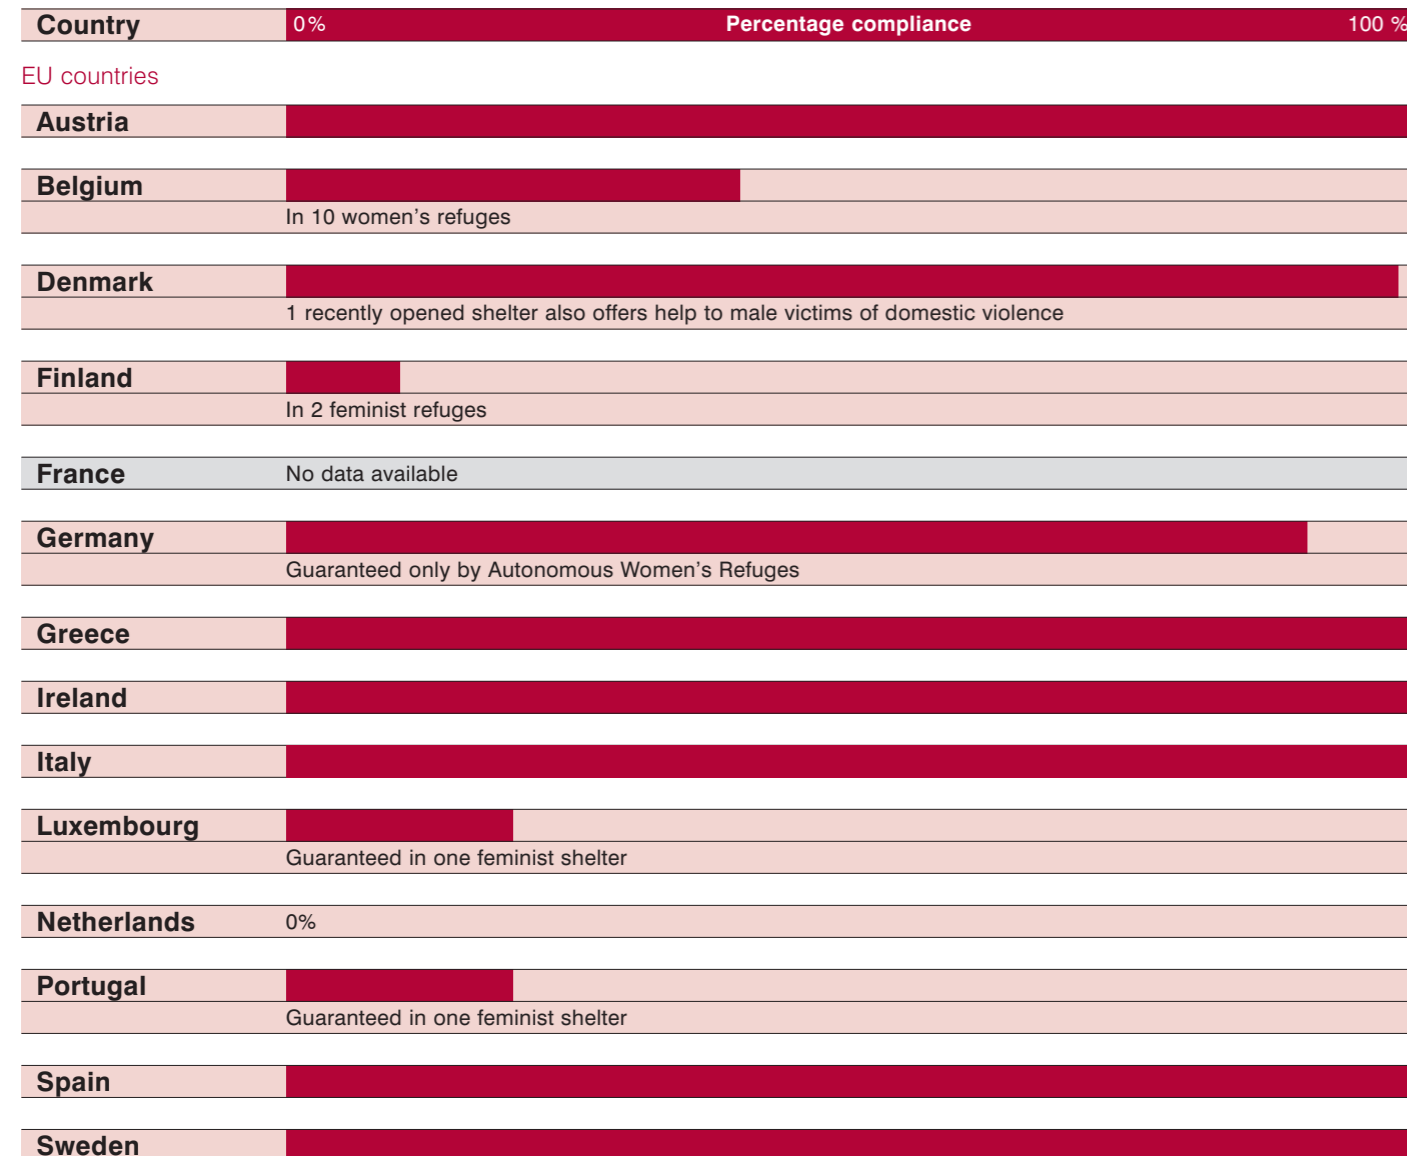 Country 0% Percentage compliance 100 %
EU countries
Austria
Belgium
In 10 women's refuges
Denmark
1 recently opened shelter also offers help to male victims of domestic violence
Finland
In 2 feminist refuges
France No data available
Germany
Guaranteed only by Autonomous Women's Refuges
Greece
Ireland
Italy
Luxembourg
Guaranteed in one feminist shelter
Netherlands 0%
Portugal
Guaranteed in one feminist shelter
Spain
Sweden